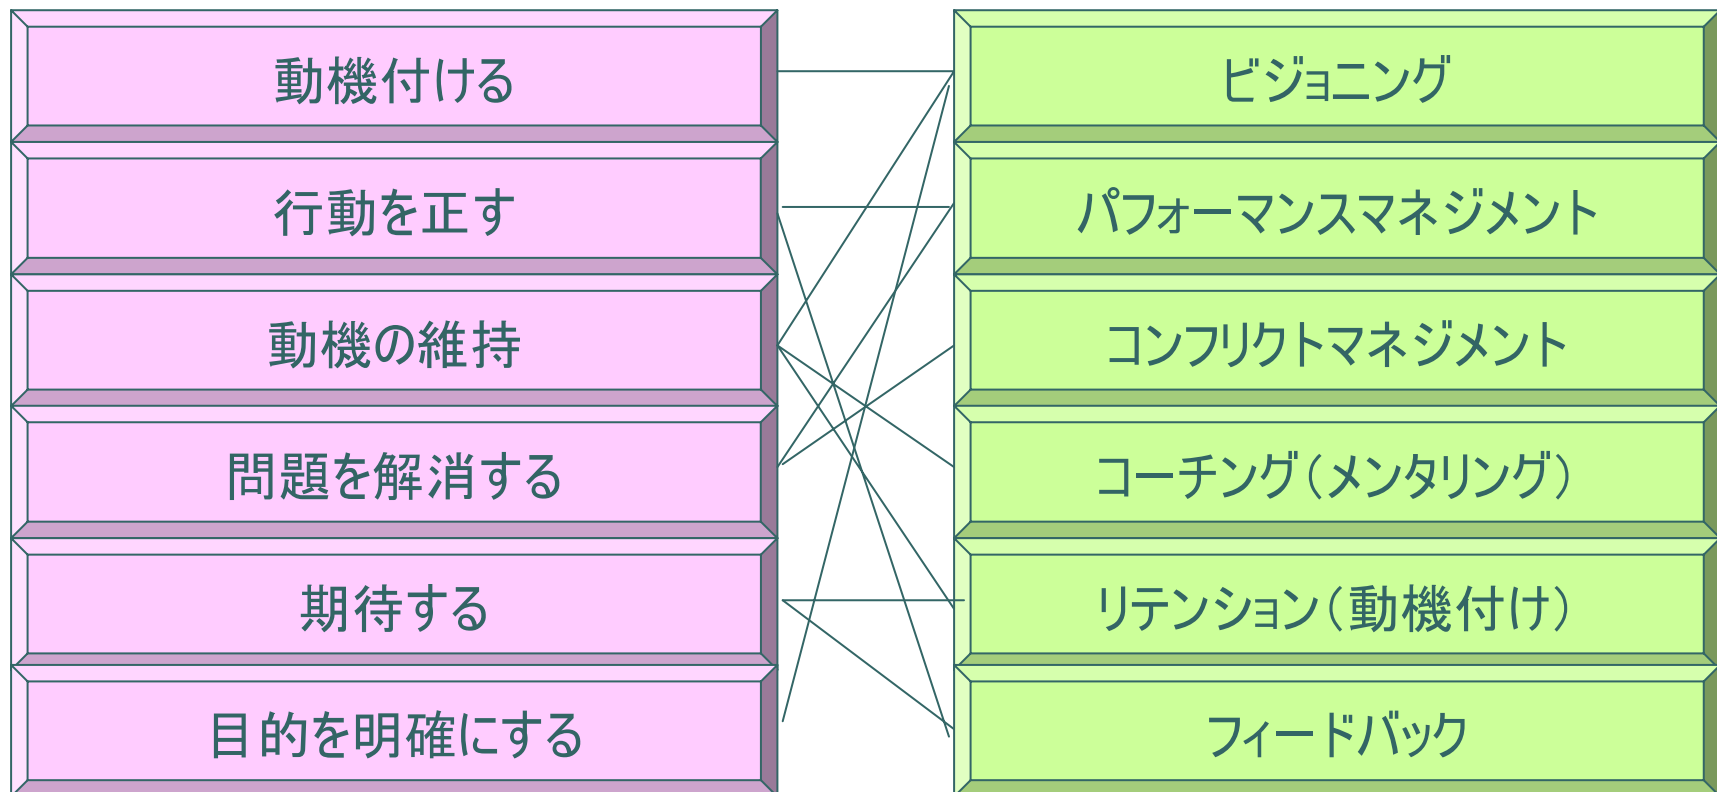 動機付ける
行動を正す
動機の維持
問題を解消する
期待する
目的を明確にする
ビジョニング
パフォーマンスマネジメント
コンフリクトマネジメント
コーチング（メンタリング）
リテンション（動機付け）
フィードバック